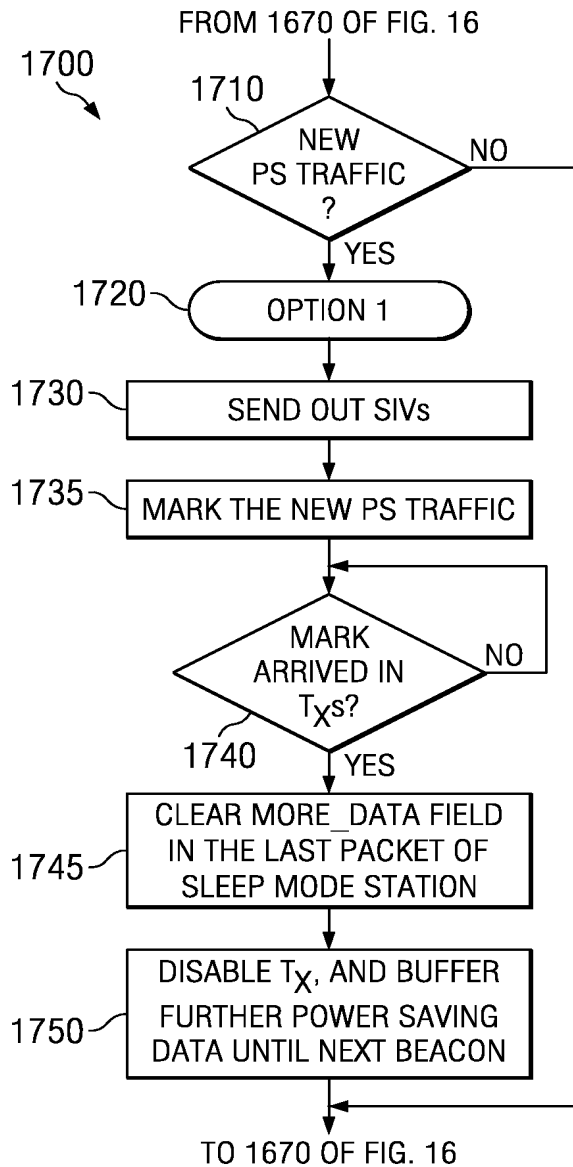 FROM 1670 OF FIG. 16
1700
1710
NEW
PS TRAFFIC
?
NO
YES
1720
OPTION 1
1730
SEND OUT SIVs
1735
MARK THE NEW PS TRAFFIC
MARK
ARRIVED IN
TXs?
NO
1740
YES
CLEAR MORE_DATA FIELD
IN THE LAST PACKET OF
SLEEP MODE STATION
1745
DISABLE TX, AND BUFFER
FURTHER POWER SAVING
DATA UNTIL NEXT BEACON
1750
TO 1670 OF FIG. 16